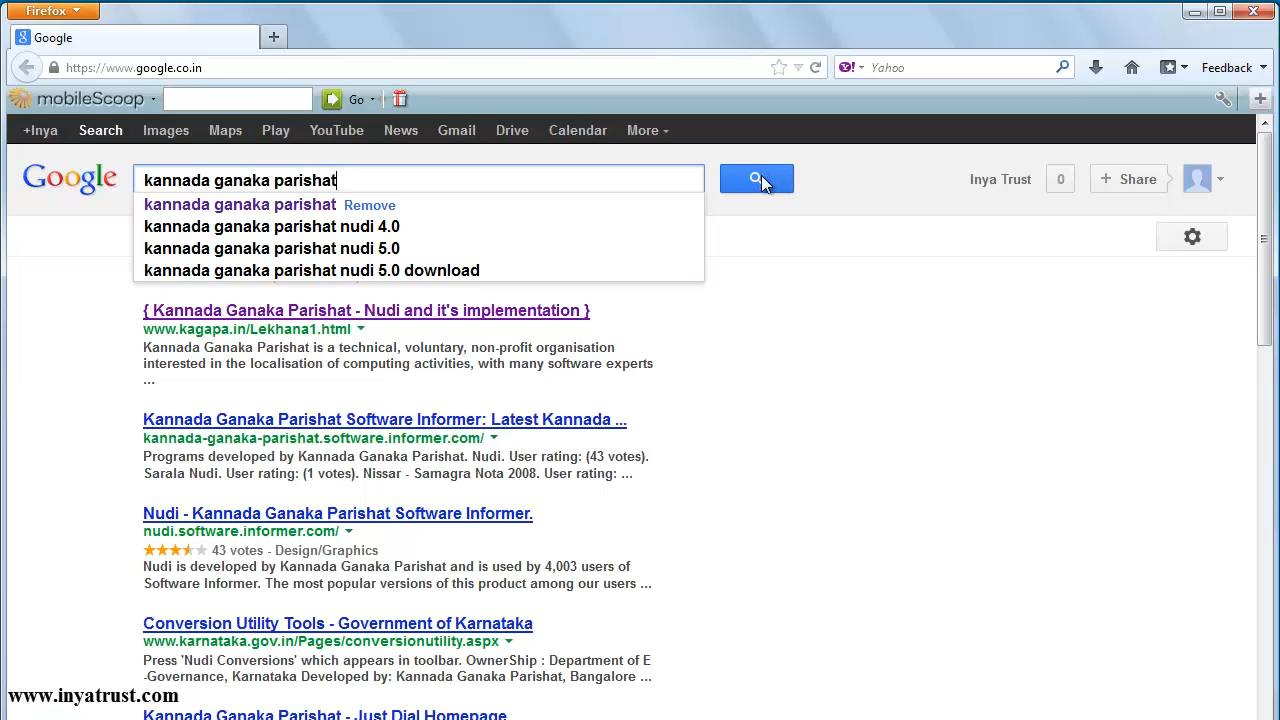 Firefox
Google
https://www.google.co.in
Yahoo
Feedback
mobileScoop
Go
+Inya Search Images Maps Play YouTube News Gmail Drive Calendar More
Google
kannada ganaka parishat
Inya Trust 0 + Share
kannada ganaka parishat Remove
kannada ganaka parishat nudi 4.0
kannada ganaka parishat nudi 5.0
kannada ganaka parishat nudi 5.0 download
{ Kannada Ganaka Parishat - Nudi and it's implementation }
www.kagapa.in/Lekhana1.html
Kannada Ganaka Parishat is a technical, voluntary, non-profit organisation
interested in the localisation of computing activities, with many software experts
...
Kannada Ganaka Parishat Software Informer: Latest Kannada ...
kannada-ganaka-parishat.software.informer.com/
Programs developed by Kannada Ganaka Parishat. Nudi. User rating: (43 votes).
Sarala Nudi. User rating: (1 votes). Nissar - Samagra Nota 2008. User rating: ...
Nudi - Kannada Ganaka Parishat Software Informer.
nudi.software.informer.com/
43 votes - Design/Graphics
Nudi is developed by Kannada Ganaka Parishat and is used by 4,003 users of
Software Informer. The most popular versions of this product among our users ...
Conversion Utility Tools - Government of Karnataka
www.karnataka.gov.in/Pages/conversionutility.aspx
Press 'Nudi Conversions' which appears in toolbar. OwnerShip : Department of E
-Governance, Karnataka Developed by: Kannada Ganaka Parishat, Bangalore ...
www.inyatrust.com
Kannada Ganaka Parishat - Just Dial Homepage